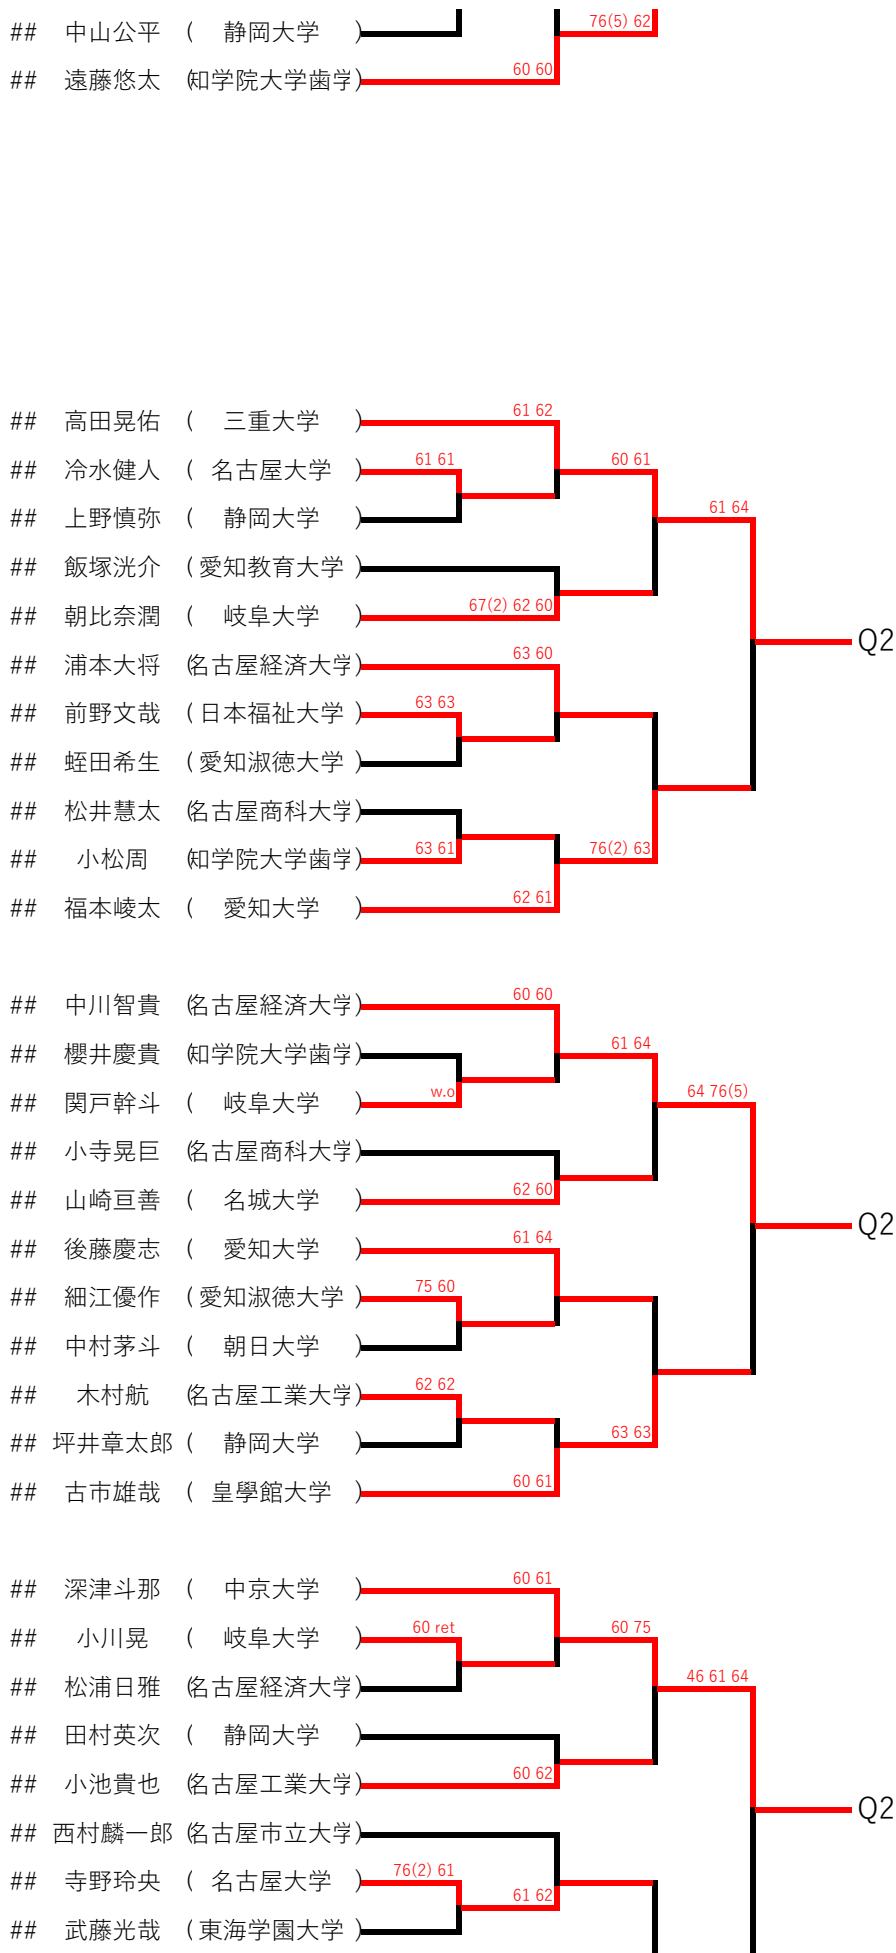 76(5) 62
## 中山公平 ( 静岡大学 )
60 60
## 遠藤悠太 (知学院大学歯学)
61 62
## 高田晃佑 ( 三重大学 )
61 61
60 61
## 冷水健人 ( 名古屋大学 )
61 64
## 上野慎弥 ( 静岡大学 )
## 飯塚洸介 ( 愛知教育大学 )
67(2) 62 60
## 朝比奈潤 ( 岐阜大学 )
Q2
63 60
## 浦本大将 (名古屋経済大学)
63 63
## 前野文哉 ( 日本福祉大学 )
## 蛭田希生 ( 愛知淑徳大学 )
## 松井慧太 (名古屋商科大学)
63 61
76(2) 63
## 小松周 (知学院大学歯学)
62 61
## 福本崚太 ( 愛知大学 )
60 60
## 中川智貴 (名古屋経済大学)
61 64
## 櫻井慶貴 (知学院大学歯学)
w.o
64 76(5)
## 関戸幹斗 ( 岐阜大学 )
## 小寺晃巨 (名古屋商科大学)
62 60
## 山崎亘善 ( 名城大学 )
Q2
61 64
## 後藤慶志 ( 愛知大学 )
75 60
## 細江優作 ( 愛知淑徳大学 )
## 中村茅斗 ( 朝日大学 )
62 62
## 木村航 (名古屋工業大学)
63 63
## 坪井章太郎 ( 静岡大学 )
60 61
## 古市雄哉 ( 皇學館大学 )
60 61
## 深津斗那 ( 中京大学 )
60 ret
60 75
## 小川晃 ( 岐阜大学 )
46 61 64
## 松浦日雅 (名古屋経済大学)
## 田村英次 ( 静岡大学 )
60 62
## 小池貴也 (名古屋工業大学)
Q2
## 西村麟一郎 (名古屋市立大学)
76(2) 61
## 寺野玲央 ( 名古屋大学 )
61 62
## 武藤光哉 ( 東海学園大学 )